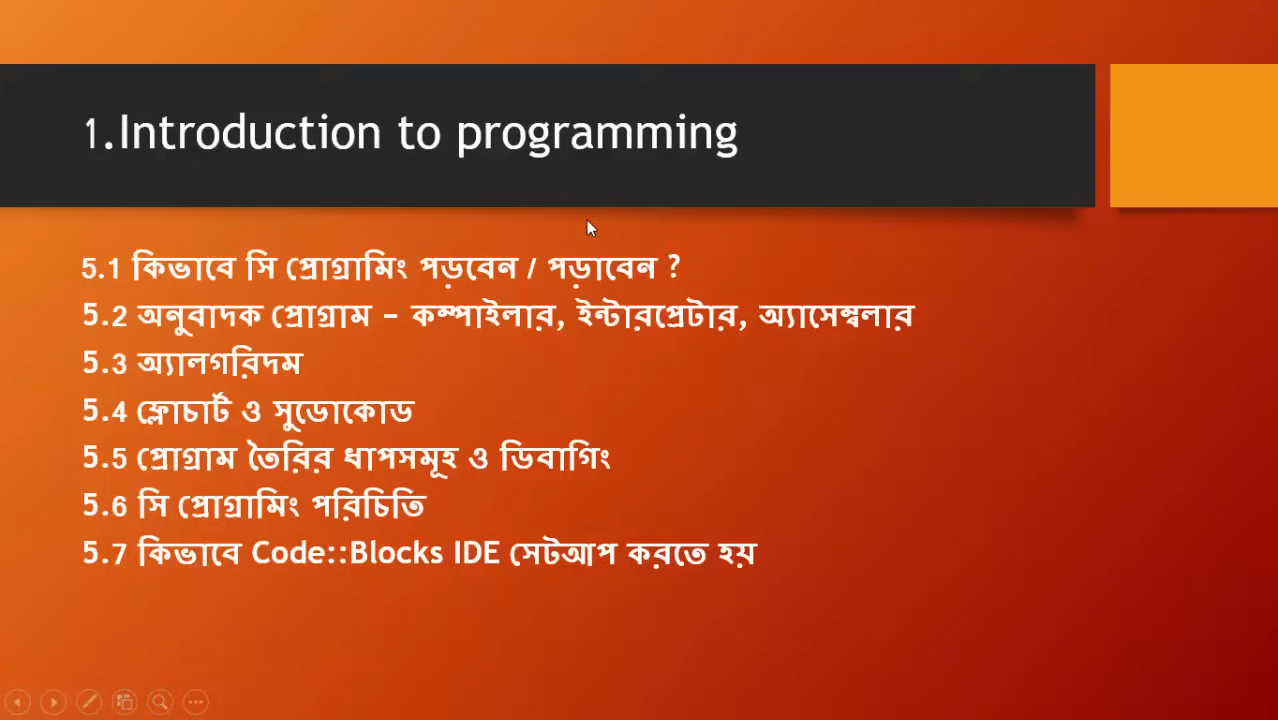 1.Introduction to programming
5.1 কিভাবে সি প্রোগ্রামিং পড়বেন / পড়াবেন ?
5.2 অনুবাদক প্রোগ্রাম – কম্পাইলার, ইন্টারপ্রেটার, অ্যাসেম্বলার
5.3 অ্যালগরিদম
5.4 ফ্লোচার্ট ও সুডোকোড
5.5 প্রোগ্রাম তৈরির ধাপসমূহ ও ডিবাগিং
5.6 সি প্রোগ্রামিং পরিচিতি
5.7 কিভাবে Code::Blocks IDE সেটআপ করতে হয়